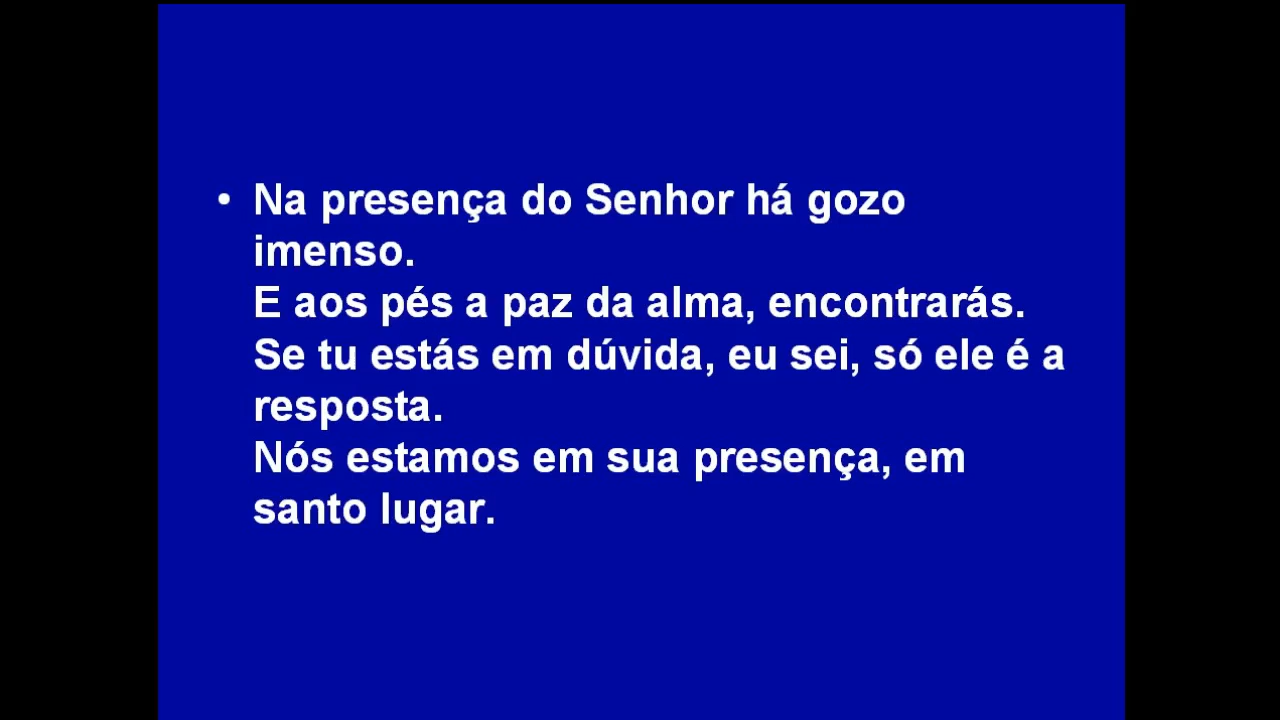 • Na presença do Senhor há gozo
imenso.
E aos pés a paz da alma, encontrarás.
Se tu estás em dúvida, eu sei, só ele é a
resposta.
Nós estamos em sua presença, em
santo lugar.